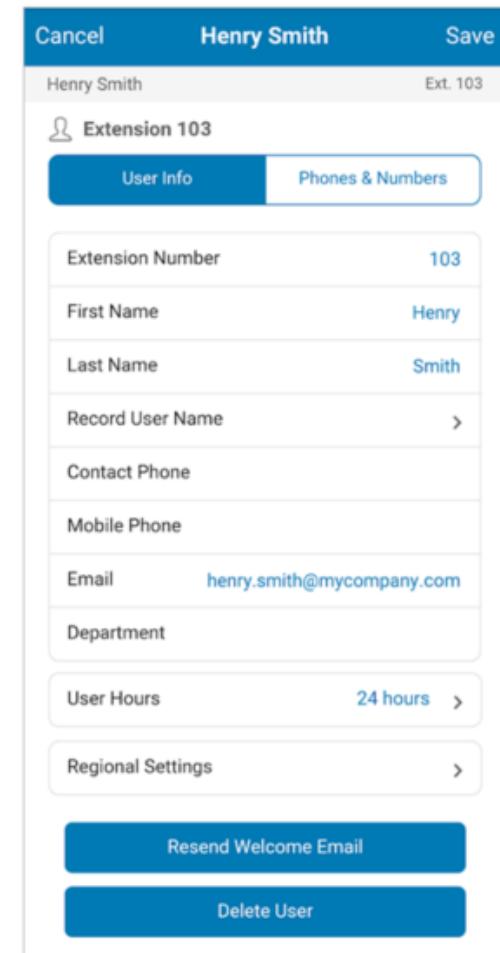 Cancel Henry Smith Save
Henry Smith Ext. 103
Extension 103
User Info Phones & Numbers
Extension Number 103
First Name Henry
Last Name Smith
Record User Name
Contact Phone
Mobile Phone
Email henry.smith@mycompany.com
Department
User Hours 24 hours
Regional Settings
Resend Welcome Email
Delete User